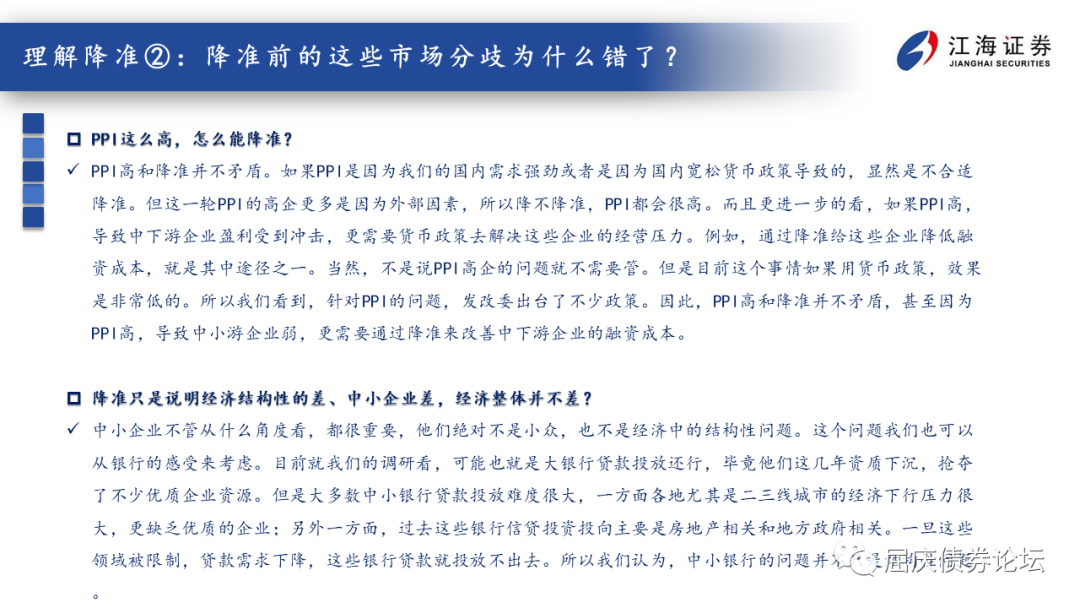 理解降准②：降准前的这些市场分歧为什么错了？
江海证券
JIANGHAI SECURITIES
PPI这么高，怎么能降准？
✓ PPI高和降准并不矛盾。如果PPI是因为我们的国内需求强劲或者是因为国内宽松货币政策导致的，显然是不合适
降准。但这一轮PPI的高企更多是因为外部因素，所以降不降准，PPI都会很高。而且更进一步的看，如果PPI高，
导致中下游企业盈利受到冲击，更需要货币政策去解决这些企业的经营压力。例如，通过降准给这些企业降低融
资成本，就是其中途径之一。当然，不是说PPI高企的问题就不需要管。但是目前这个事情如果用货币政策，效果
是非常低的。所以我们看到，针对PPI的问题，发改委出台了不少政策。因此，PPI高和降准并不矛盾，甚至因为
PPI高，导致中小游企业弱，更需要通过降准来改善中下游企业的融资成本。
降准只是说明经济结构性的差、中小企业差，经济整体并不差？
✓ 中小企业不管从什么角度看，都很重要，他们绝对不是小众，也不是经济中的结构性问题。这个问题我们也可以
从银行的感受来考虑。目前就我们的调研看，可能也就是大银行贷款投放还行，毕竟他们这几年资质下沉，抢夺
了不少优质企业资源。但是大多数中小银行贷款投放难度很大，一方面各地尤其是二三线城市的经济下行压力很
大，更缺乏优质的企业；另外一方面，过去这些银行信贷投资投向主要是房地产相关和地方政府相关。一旦这些
领域被限制，贷款需求下降，这些银行贷款就投放不出去。所以我们认为，中小银行的问题并
。
屈庆债券论坛